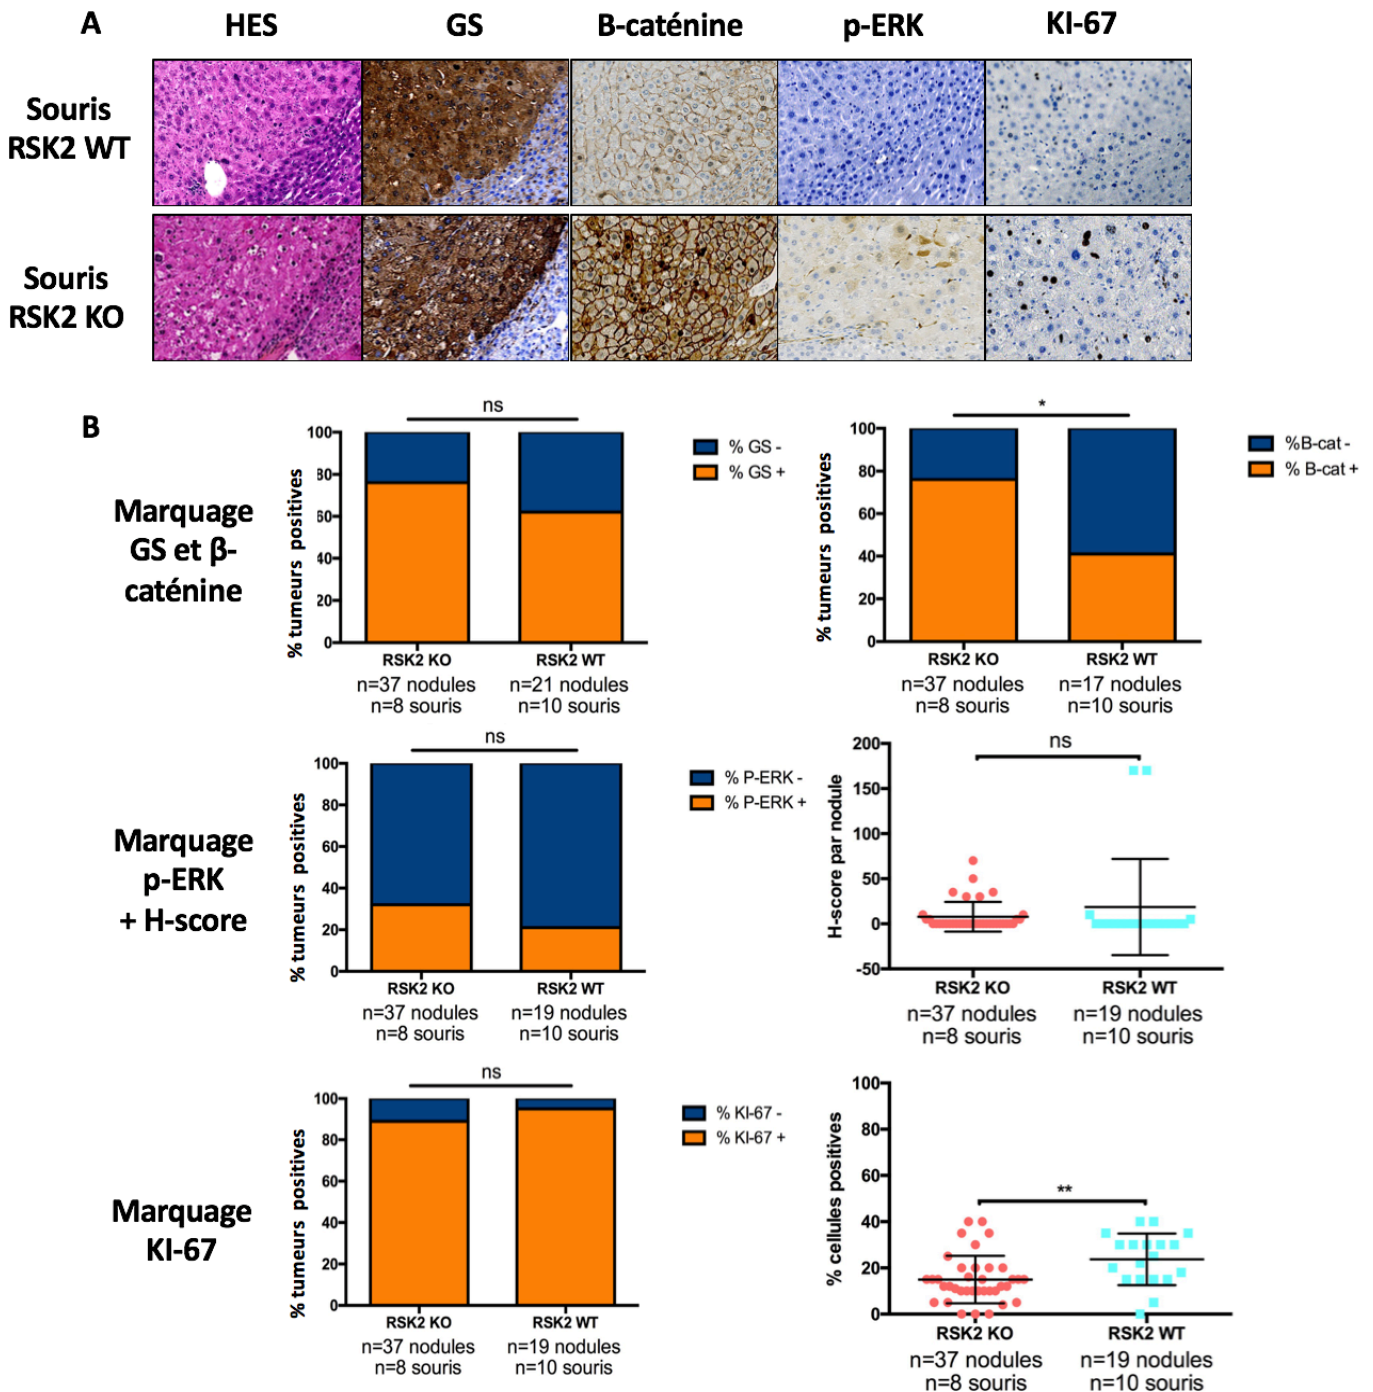 A
HES
GS
B-caténine
p-ERK
KI-67
Souris
RSK2 WT
Souris
RSK2 KO
B
Marquage
GS et β-
caténine
ns
% tumeurs positives
100
80
60
40
20
0
RSK2 KO
RSK2 WT
n=37 nodules
n=21 nodules
n=8 souris
n=10 souris
% GS -
% GS +
*
% tumeurs positives
100
80
60
40
20
0
RSK2 KO
RSK2 WT
n=37 nodules
n=17 nodules
n=8 souris
n=10 souris
%B-cat -
% B-cat +
Marquage
p-ERK
+ H-score
ns
% tumeurs positives
100
80
60
40
20
0
RSK2 KO
RSK2 WT
n=37 nodules
n=19 nodules
n=8 souris
n=10 souris
% P-ERK -
% P-ERK +
ns
H-score par nodule
200
150
100
50
0
-50
RSK2 KO
RSK2 WT
n=37 nodules
n=19 nodules
n=8 souris
n=10 souris
Marquage
KI-67
ns
% tumeurs positives
100
80
60
40
20
0
RSK2 KO
RSK2 WT
n=37 nodules
n=19 nodules
n=8 souris
n=10 souris
% KI-67 -
% KI-67 +
**
% cellules positives
100
80
60
40
20
0
RSK2 KO
RSK2 WT
n=37 nodules
n=19 nodules
n=8 souris
n=10 souris